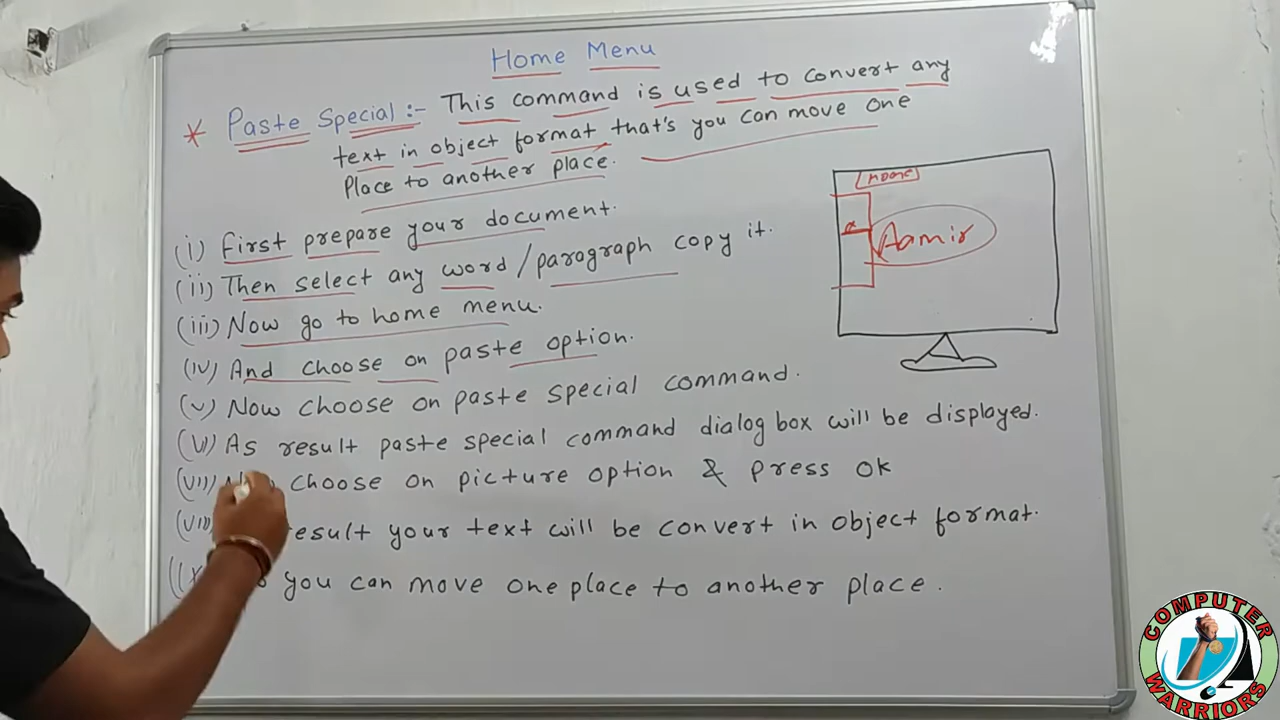 Home Menu
* Paste Special :- This command is used to convert any
text in object format that's you can move one
Place to another place.
(i) First prepare your document.
(ii) Then select any word / paragraph copy it.
(iii) Now go to home menu.
(iv) And choose on paste option.
(v) Now choose on paste special command.
(vi) As result paste special command dialog box will be displayed.
(vii) choose on picture option & press ok
result your text will be convert in object format.
you can move one place to another place.
Home
Aamir
COMPUTER
WARRIORS